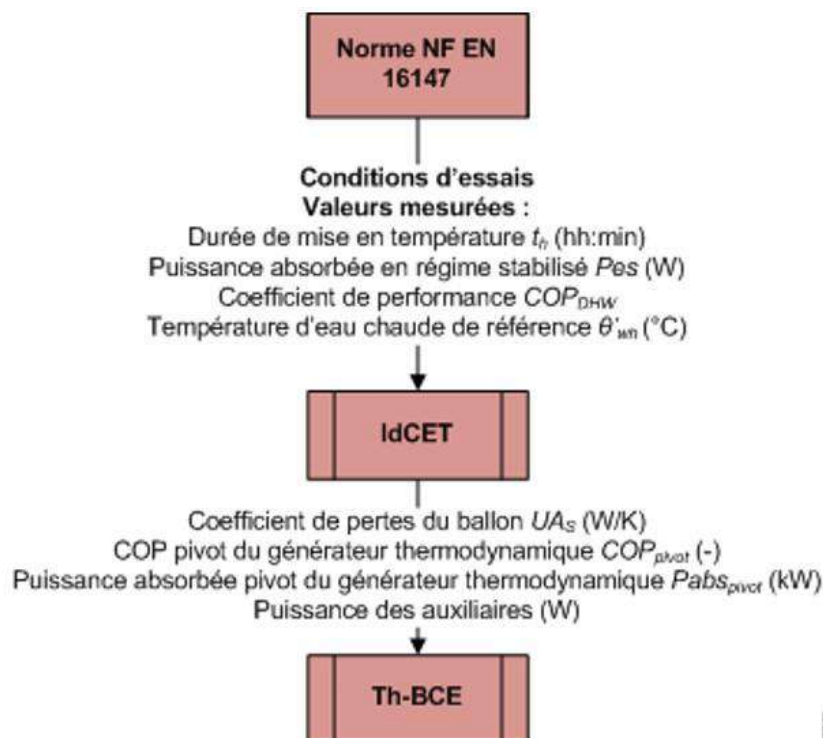 Norme NF EN
16147
Conditions d'essais
Valeurs mesurées :
Durée de mise en température th (hh:min)
Puissance absorbée en régime stabilisé Pes (W)
Coefficient de performance COPDHW
Température d'eau chaude de référence θ'wh (°C)
IdCET
Coefficient de pertes du ballon UAS (W/K)
COP pivot du générateur thermodynamique COPpivot (-)
Puissance absorbée pivot du générateur thermodynamique Pabspivot (kW)
Puissance des auxiliaires (W)
Th-BCE